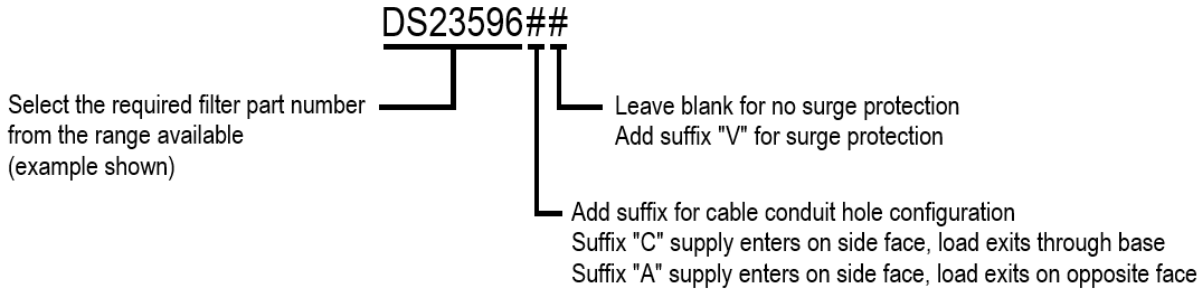 DS23596##
Select the required filter part number
from the range available
(example shown)
Leave blank for no surge protection
Add suffix "V" for surge protection
Add suffix for cable conduit hole configuration
Suffix "C" supply enters on side face, load exits through base
Suffix "A" supply enters on side face, load exits on opposite face